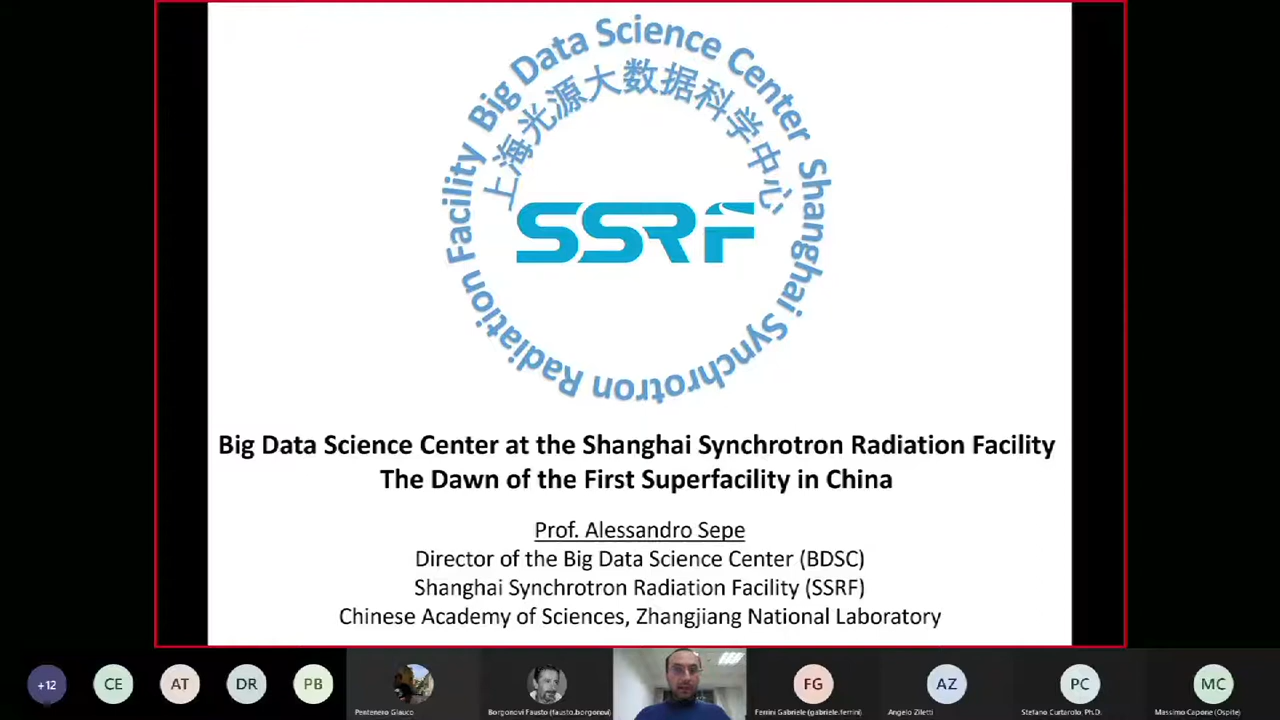 Big Data Science Center Shanghai Synchrotron Radiation Facility
上海光源大数据科学中心
SSRF
Big Data Science Center at the Shanghai Synchrotron Radiation Facility
The Dawn of the First Superfacility in China
Prof. Alessandro Sepe
Director of the Big Data Science Center (BDSC)
Shanghai Synchrotron Radiation Facility (SSRF)
Chinese Academy of Sciences, Zhangjiang National Laboratory
+12
CE
AT
DR
PB
FG
AZ
PC
MC
Pentenero Glauco
Borgonovi Fausto (fausto.borgonovi)
Ferrini Gabriele (gabriele.ferrini)
Angelo Ziletti
Stefano Curtarolo, Ph.D.
Massimo Capone (Ospite)